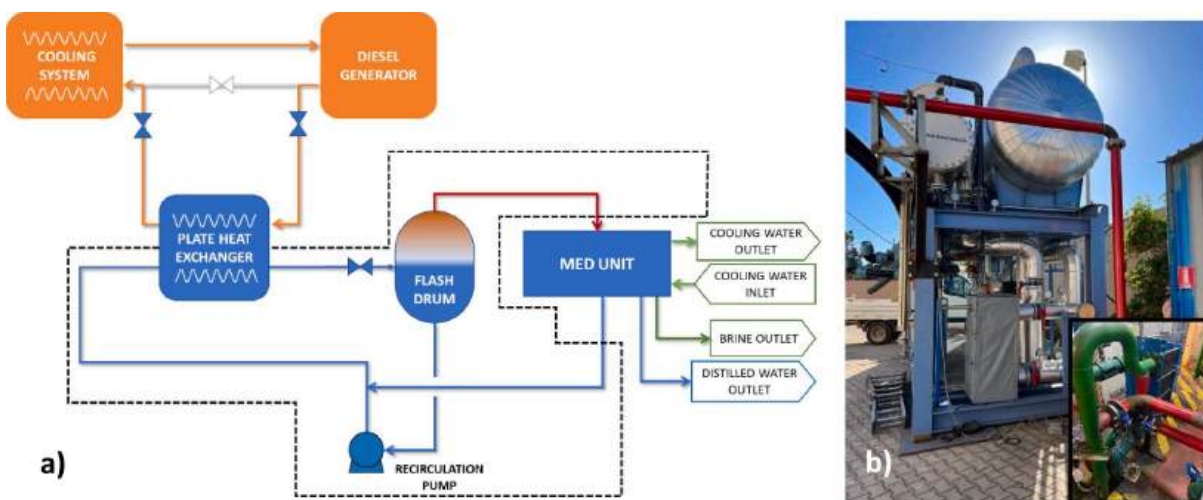 COOLING
SYSTEM
DIESEL
GENERATOR
PLATE HEAT
EXCHANGER
FLASH
DRUM
MED UNIT
COOLING WATER
OUTLET
COOLING WATER
INLET
BRINE OUTLET
DISTILLED WATER
OUTLET
RECIRCULATION
PUMP
a)
b)